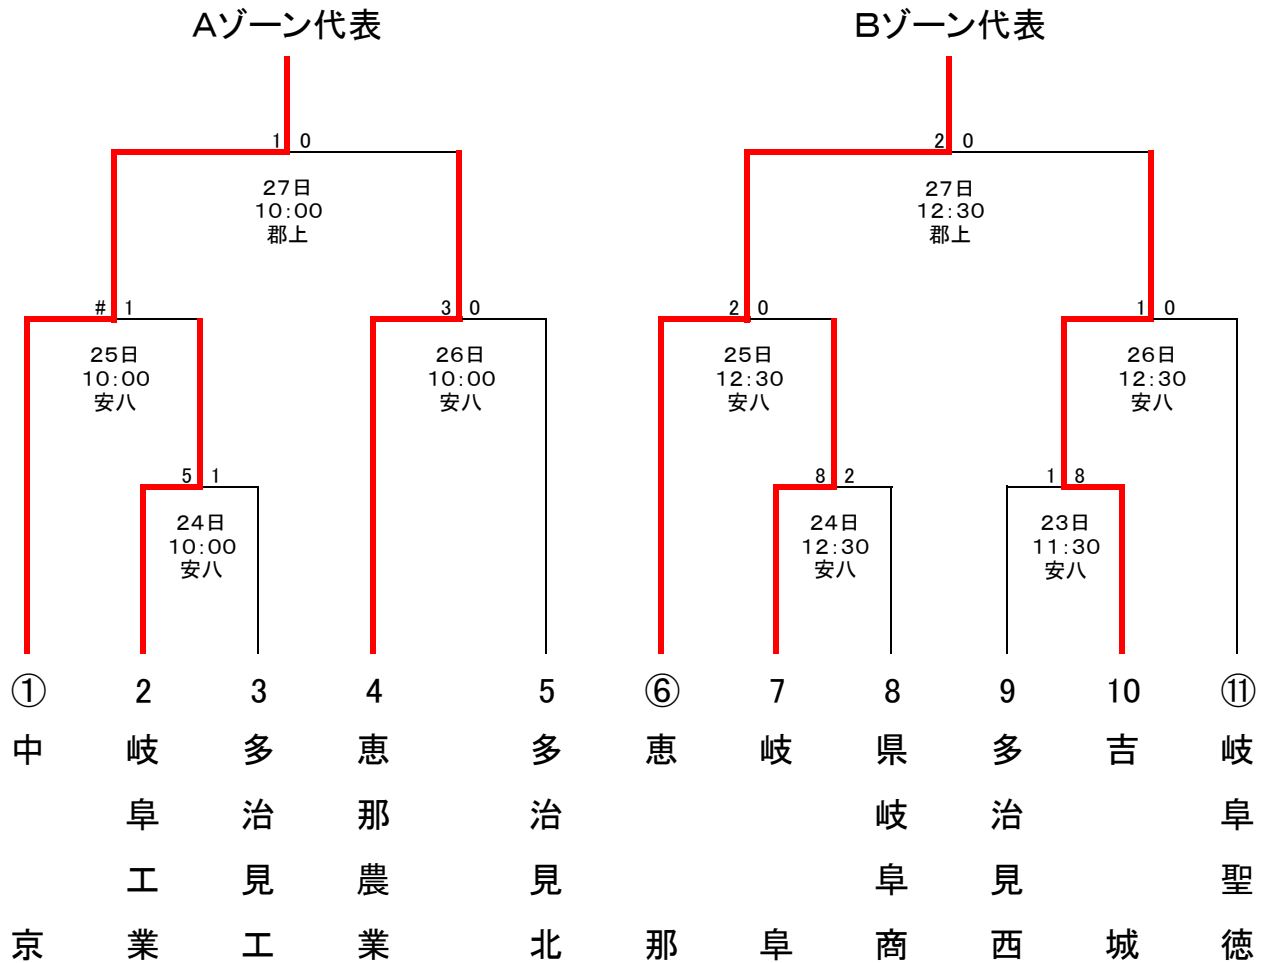 Aゾーン代表 Bゾーン代表
1 0 2 0
27日 27日
10:00 12:30
郡上 郡上
# 1 3 0 2 0 1 0
25日 26日 25日 26日
10:00 10:00 12:30 12:30
安八 安八 安八 安八
5 1 8 2 1 8
24日 24日 23日
10:00 12:30 11:30
安八 安八 安八
① 2 3 4 5 ⑥ 7 8 9 10 ⑪
中京
岐阜工業
多治見工
恵那農業
多治見北
恵那
岐阜
県岐阜商
多治見西
吉城
岐阜聖徳